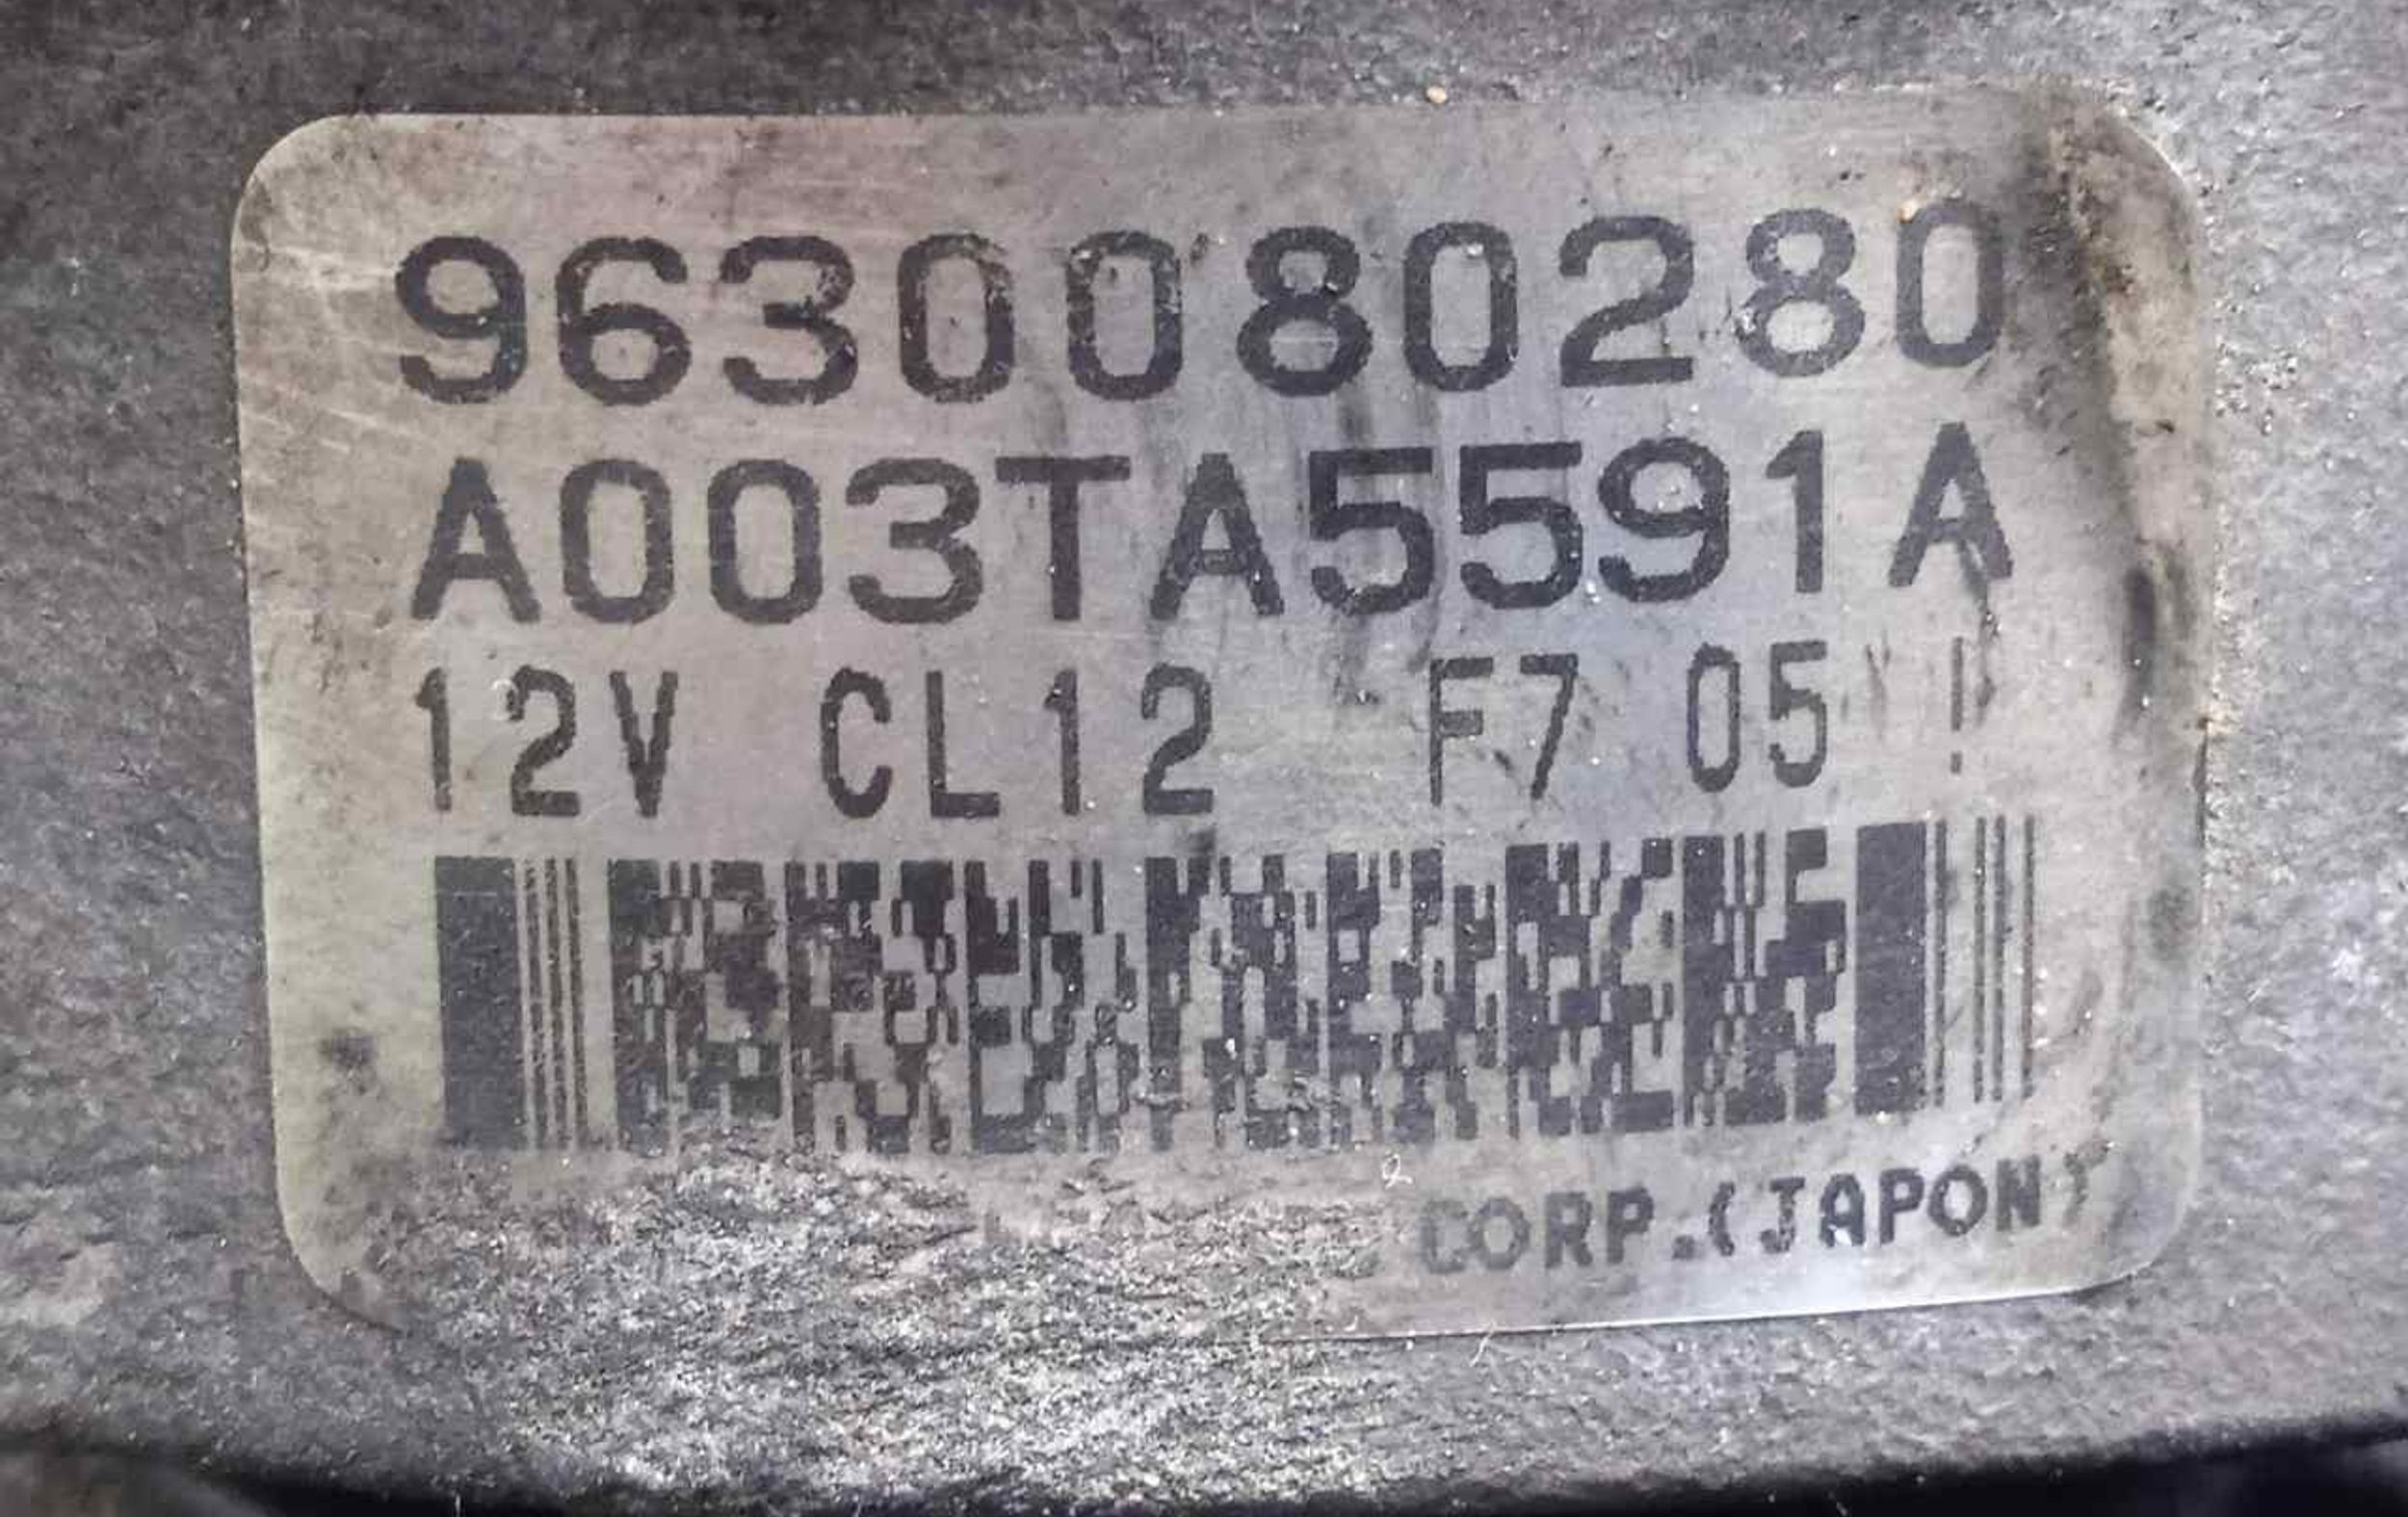 9630080280
A003TA5591A
12V CL12 F7 05 !
CORP.(JAPON)